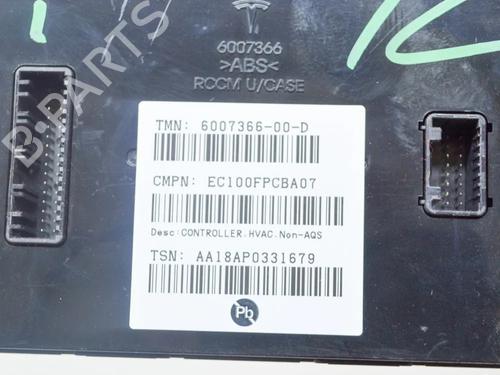 6007366
>ABS<
RCCM U/CASE
TMN: 6007366-00-D
CMPN: EC100FPCBA07
Desc:CONTROLLER,HVAC,Non-AQS
TSN: AA18AP0331679
Pb
B-PARTS